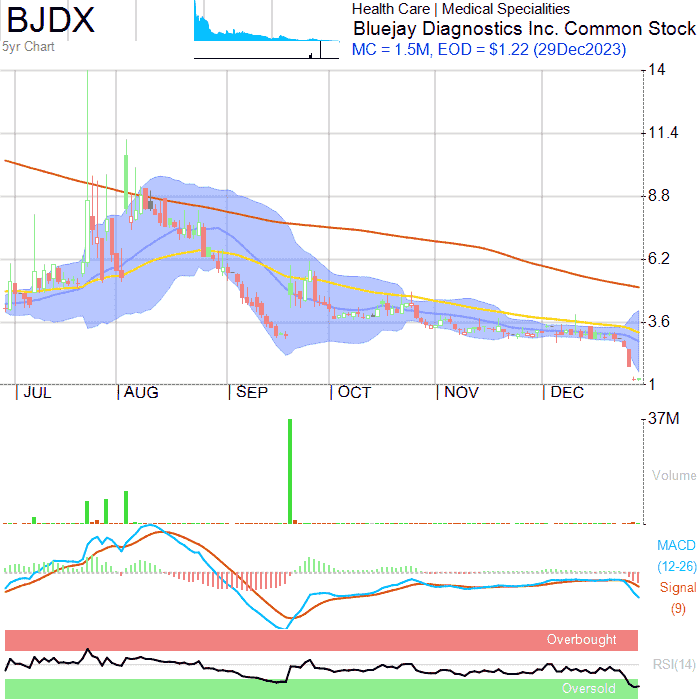 BJDX
5yr Chart
Health Care | Medical Specialities
Bluejay Diagnostics Inc. Common Stock
MC = 1.5M, EOD = $1.22 (29Dec2023)
14
11.4
8.8
6.2
3.6
1
JUL AUG SEP OCT NOV DEC
37M
Volume
MACD
(12-26)
Signal
(9)
Overbought
RSI(14)
Oversold